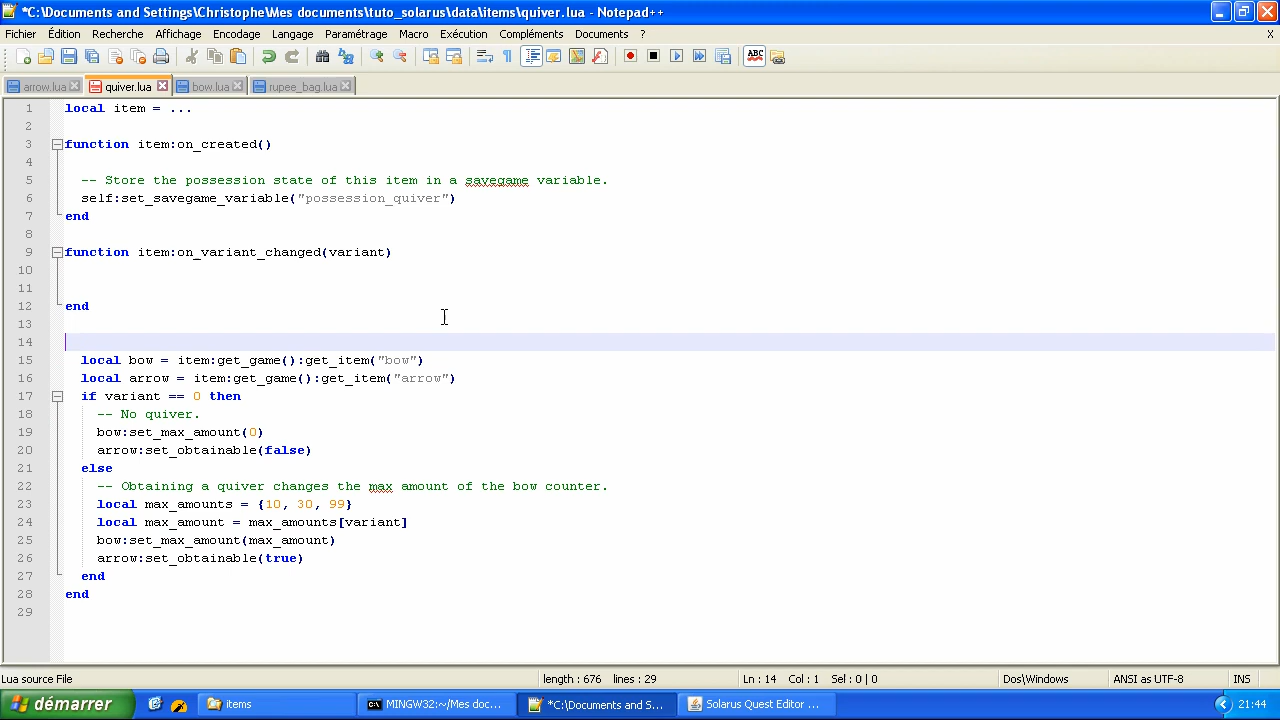 *C:\Documents and Settings\Christophe\Mes documents\tuto_solarus\data\items\quiver.lua - Notepad++
Fichier Édition Recherche Affichage Encodage Langage Paramétrage Macro Exécution Compléments Documents ? X
ABC
arrow.lua quiver.lua bow.lua rupee_bag.lua
1 local item = ...
2
3 function item:on_created()
4
5 -- Store the possession state of this item in a savegame variable.
6 self:set_savegame_variable("possession_quiver")
7 end
8
9 function item:on_variant_changed(variant)
10
11
12 end
13
14
15 local bow = item:get_game():get_item("bow")
16 local arrow = item:get_game():get_item("arrow")
17 if variant == 0 then
18 -- No quiver.
19 bow:set_max_amount(0)
20 arrow:set_obtainable(false)
21 else
22 -- Obtaining a quiver changes the max amount of the bow counter.
23 local max_amounts = {10, 30, 99}
24 local max_amount = max_amounts[variant]
25 bow:set_max_amount(max_amount)
26 arrow:set_obtainable(true)
27 end
28 end
29
Lua source File length : 676 lines : 29 Ln : 14 Col : 1 Sel : 0 | 0 Dos\Windows ANSI as UTF-8 INS
démarrer items MINGW32:~/Mes doc... *C:\Documents and S... Solarus Quest Editor ... 21:44